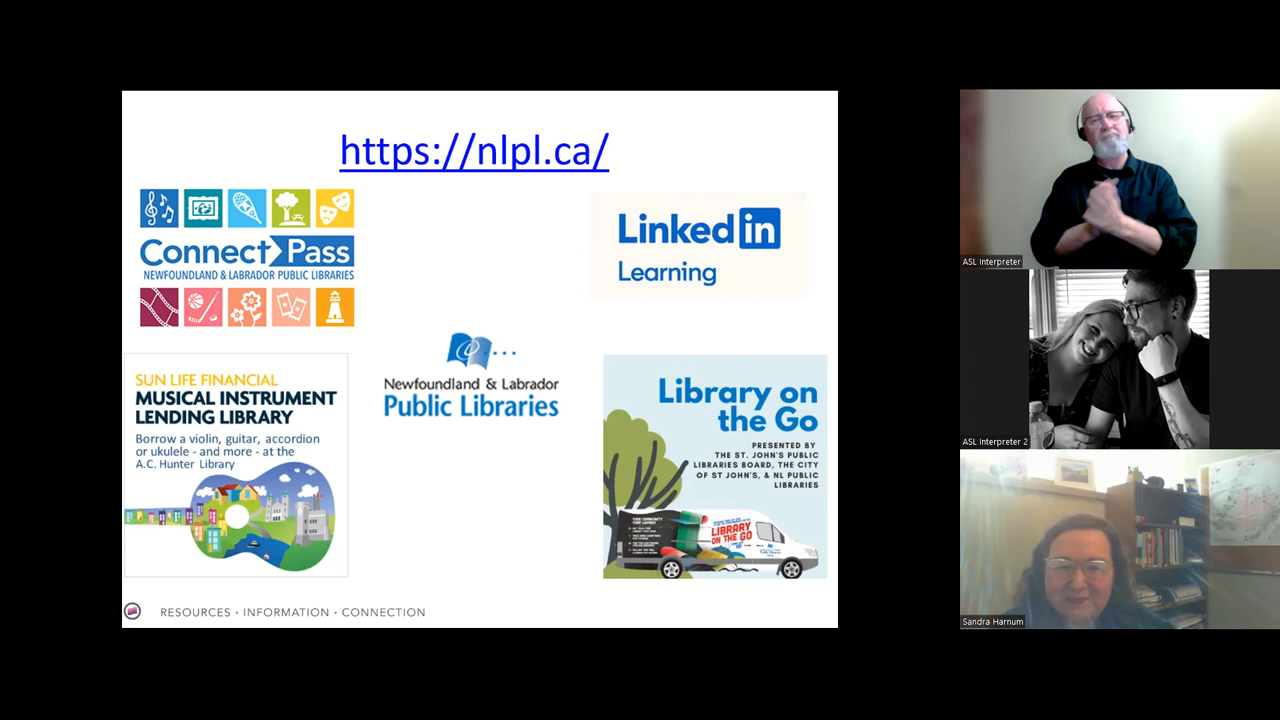 https://nlpl.ca/
Connect Pass
NEWFOUNDLAND & LABRADOR PUBLIC LIBRARIES
Linked in
Learning
SUN LIFE FINANCIAL
MUSICAL INSTRUMENT
LENDING LIBRARY
Borrow a violin, guitar, accordion
or ukulele - and more - at the
A.C. Hunter Library
Newfoundland & Labrador
Public Libraries
Library on
the Go
PRESENTED BY
THE ST. JOHN'S PUBLIC
LIBRARIES BOARD, THE CITY
OF ST JOHN'S, & NL PUBLIC
LIBRARIES
LIBRARY
ON THE GO
RESOURCES • INFORMATION • CONNECTION
ASL Interpreter
ASL Interpreter 2
Sandra Harnum